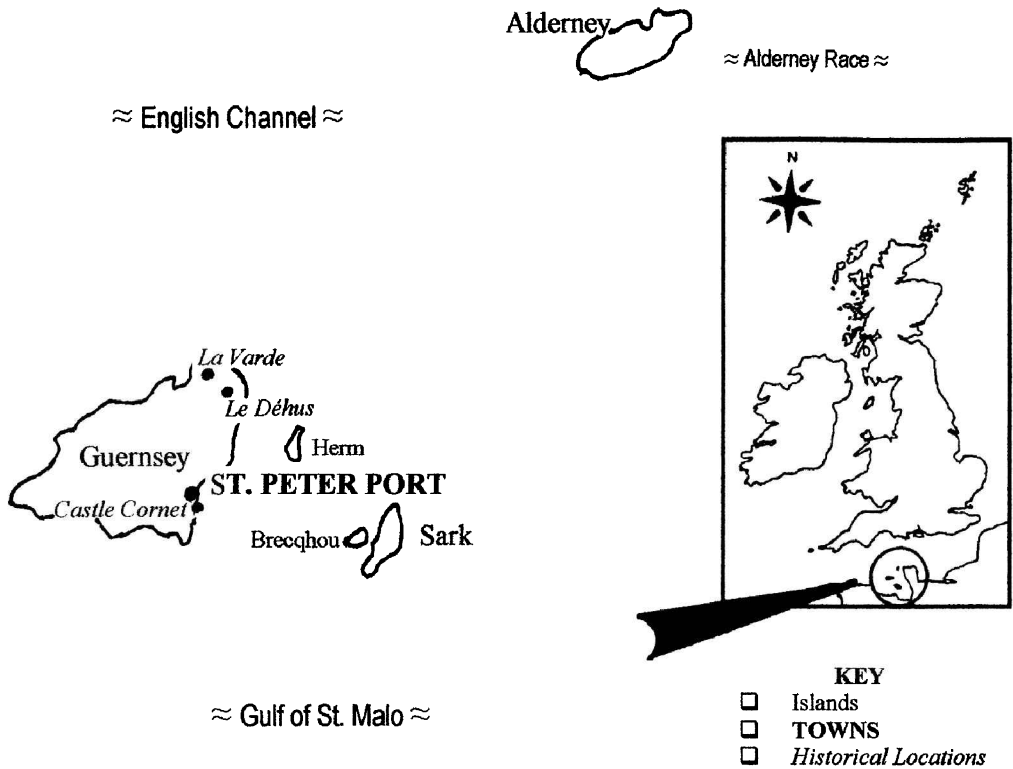 Alderney
≈ Alderney Race ≈
≈ English Channel ≈
N
La Varde
Le Déhus
Herm
Guernsey
ST. PETER PORT
Castle Cornet
Brecqhou
Sark
≈ Gulf of St. Malo ≈
KEY
❑ Islands
❑ TOWNS
❑ Historical Locations